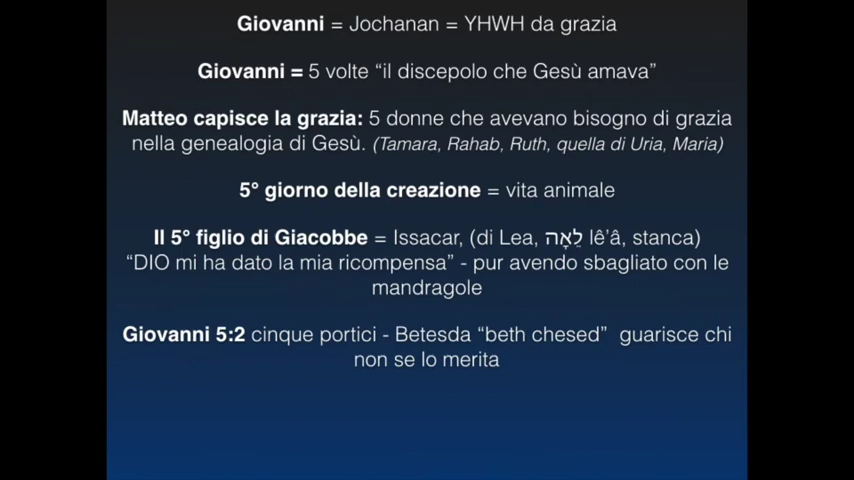 Giovanni = Jochanan = YHWH da grazia
Giovanni = 5 volte “il discepolo che Gesù amava”
Matteo capisce la grazia: 5 donne che avevano bisogno di grazia
nella genealogia di Gesù. (Tamara, Rahab, Ruth, quella di Uria, Maria)
5° giorno della creazione = vita animale
Il 5° figlio di Giacobbe = Issacar, (di Lea, לֵאָה lê’â, stanca)
“DIO mi ha dato la mia ricompensa” - pur avendo sbagliato con le
mandragole
Giovanni 5:2 cinque portici - Betesda “beth chesed” guarisce chi
non se lo merita